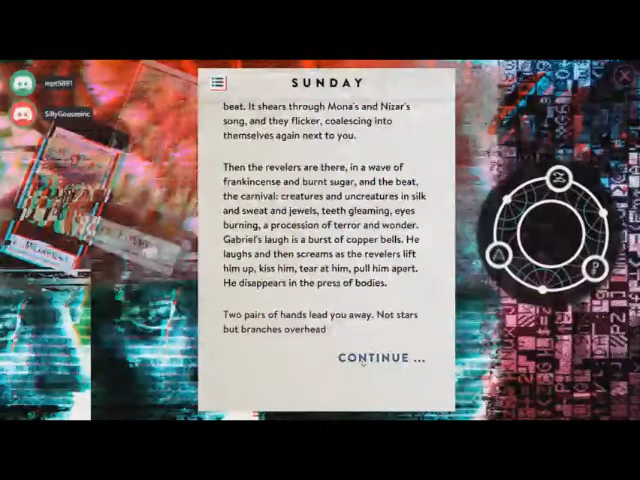 mpt5891
SillyGooseinc
SUNDAY
beat. It shears through Mona's and Nizar's
song, and they flicker, coalescing into
themselves again next to you.
Then the revelers are there, in a wave of
frankincense and burnt sugar, and the beat,
the carnival: creatures and uncreatures in silk
and sweat and jewels, teeth gleaming, eyes
burning, a procession of terror and wonder.
Gabriel's laugh is a burst of copper bells. He
laughs and then screams as the revelers lift
him up, kiss him, tear at him, pull him apart.
He disappears in the press of bodies.
Two pairs of hands lead you away. Not stars
but branches overhead
CONTINUE ...